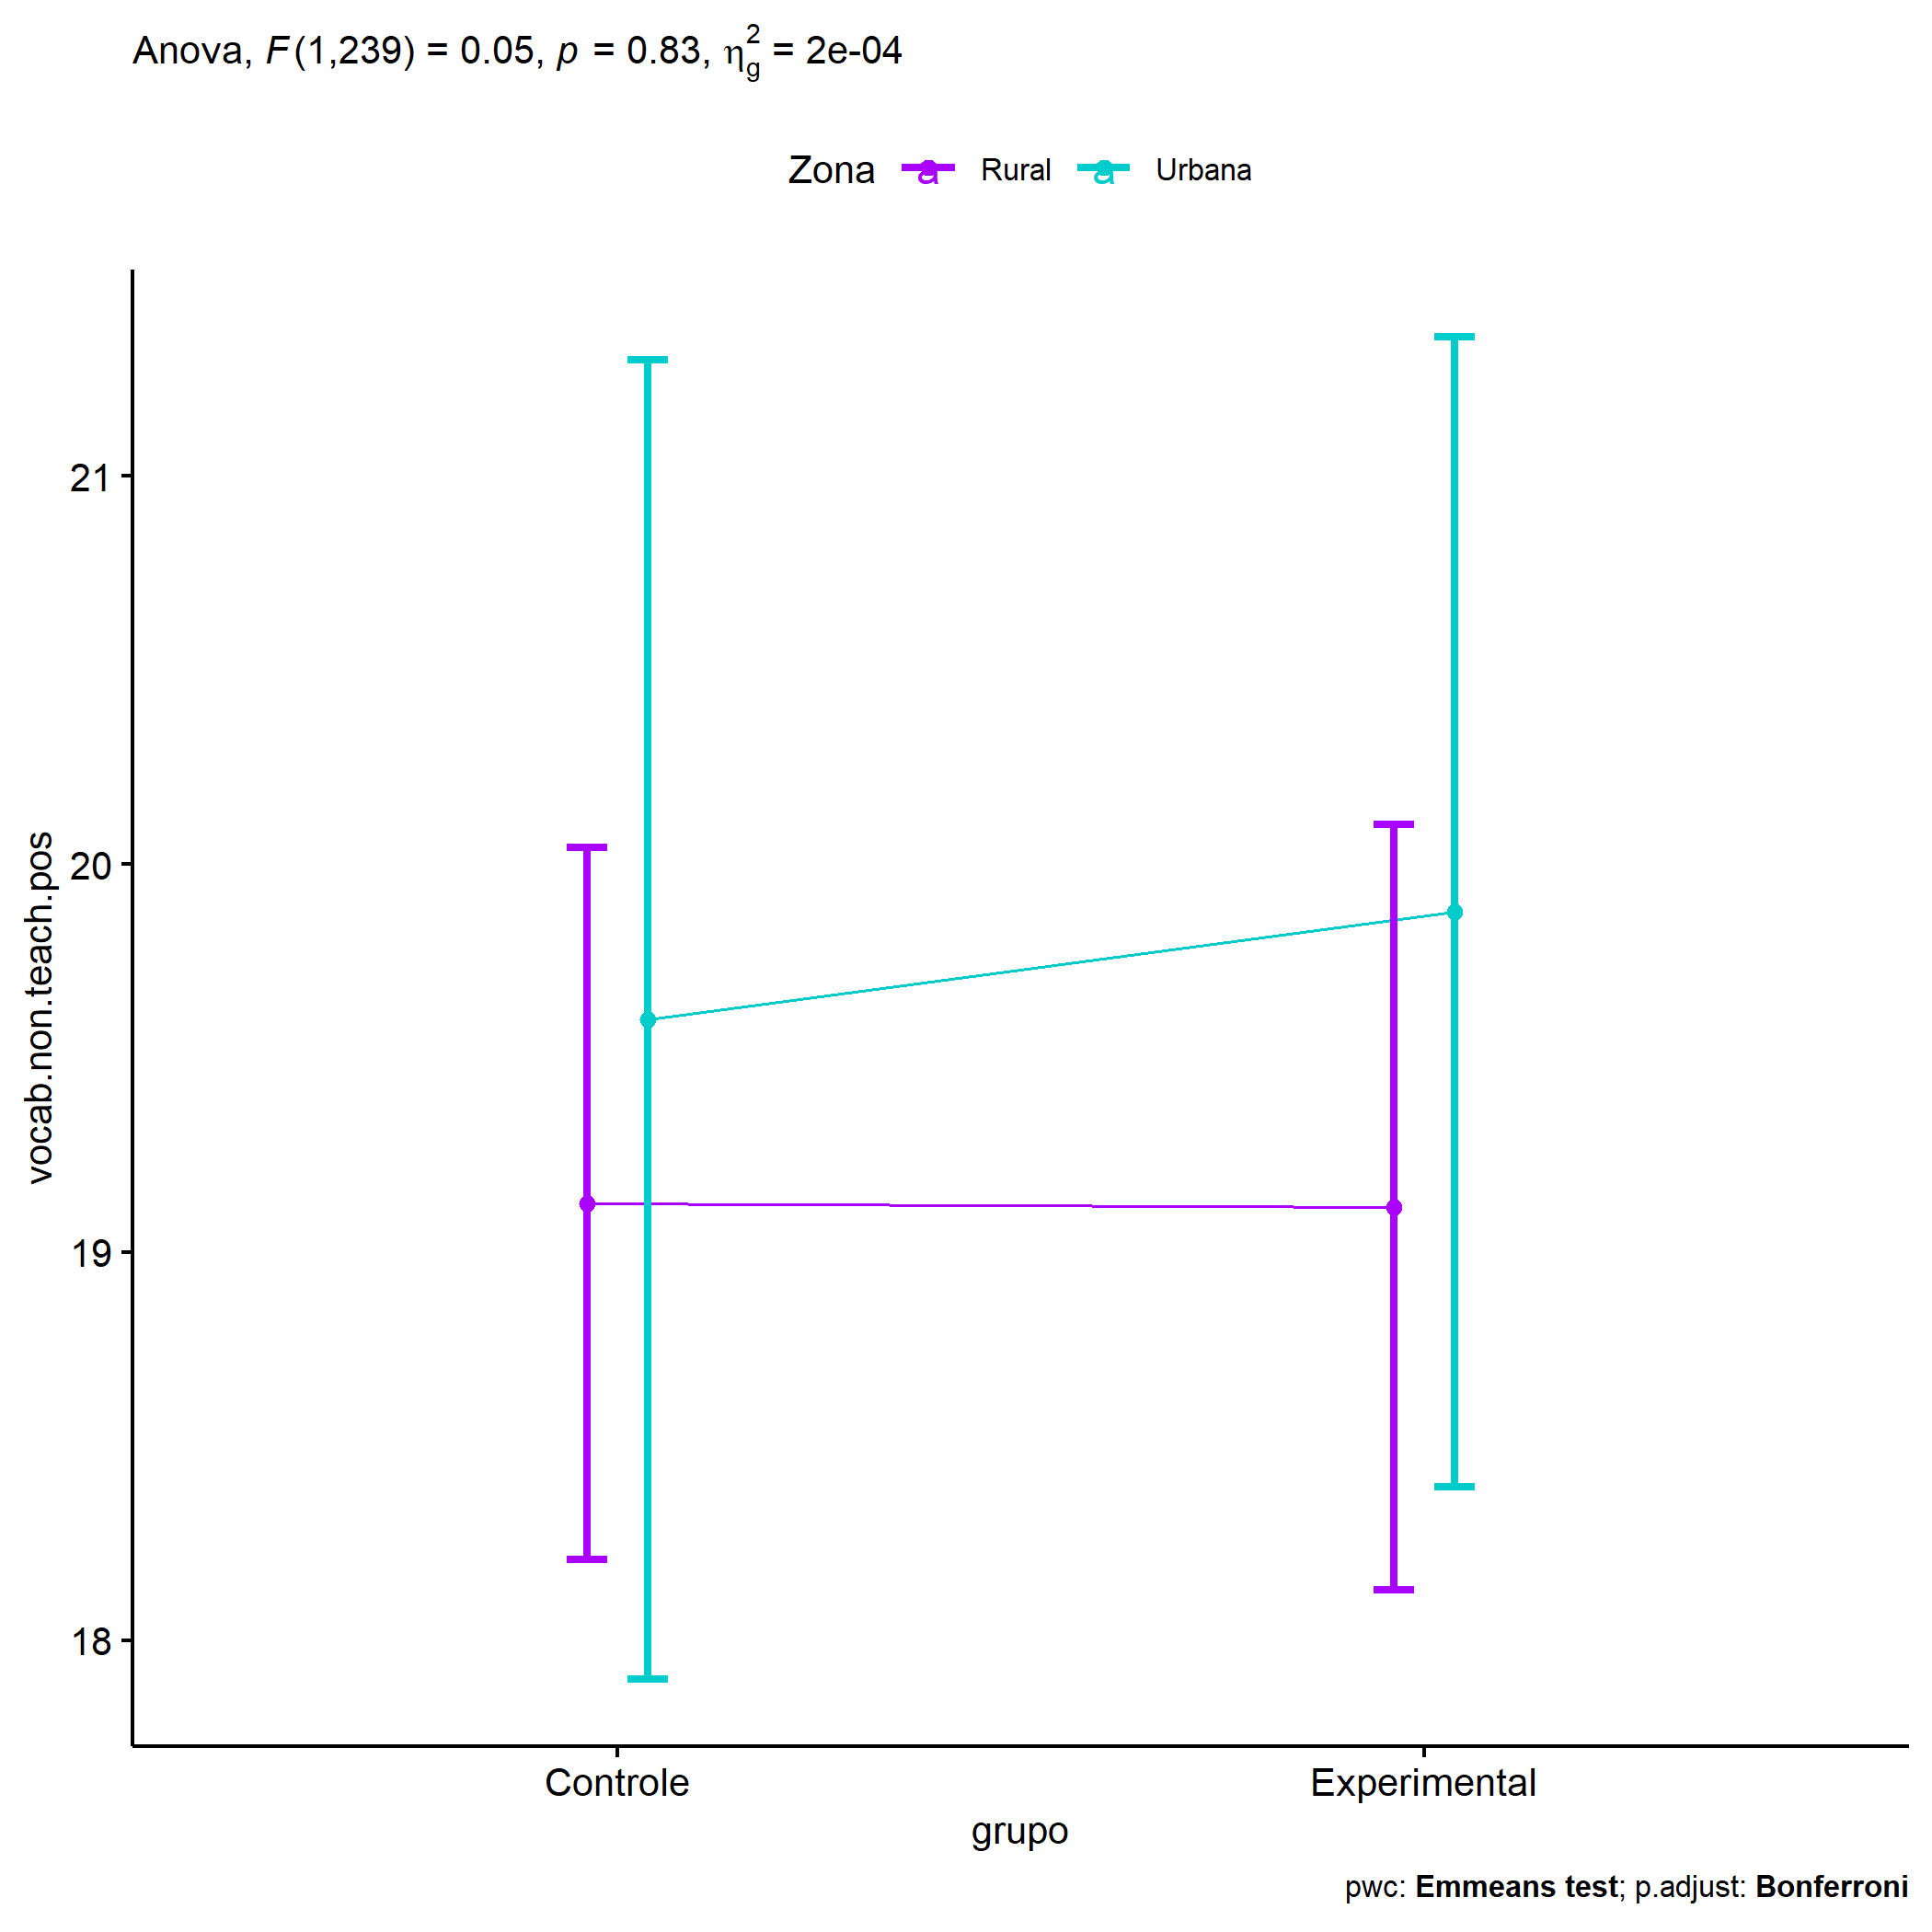 Anova, F(1,239) = 0.05, p = 0.83, η²g = 2e-04
Zona a Rural a Urbana
21
20
19
18
vocab.non.teach.pos
Controle Experimental
grupo
pwc: Emmeans test; p.adjust: Bonferroni